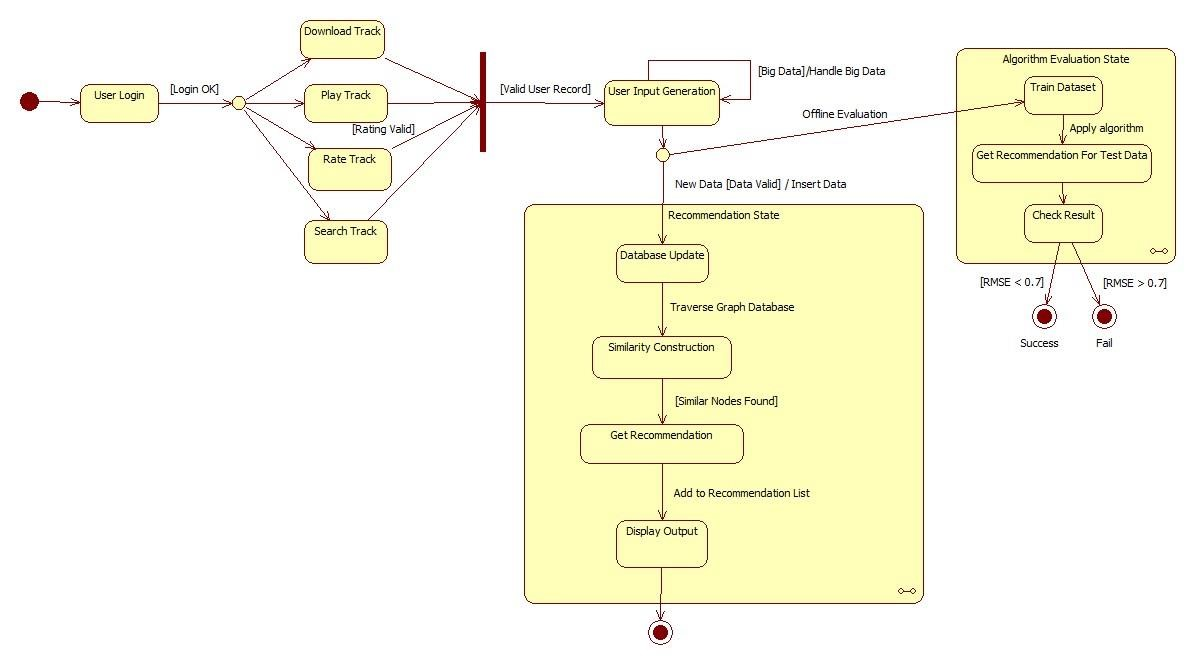 Download Track
User Login
[Login OK]
Play Track
[Rating Valid]
Rate Track
Search Track
[Valid User Record]
User Input Generation
[Big Data]/Handle Big Data
Offline Evaluation
Algorithm Evaluation State
Train Dataset
Apply algorithm
Get Recommendation For Test Data
Check Result
[RMSE < 0.7]
[RMSE > 0.7]
Success
Fail
New Data [Data Valid] / Insert Data
Recommendation State
Database Update
Traverse Graph Database
Similarity Construction
[Similar Nodes Found]
Get Recommendation
Add to Recommendation List
Display Output